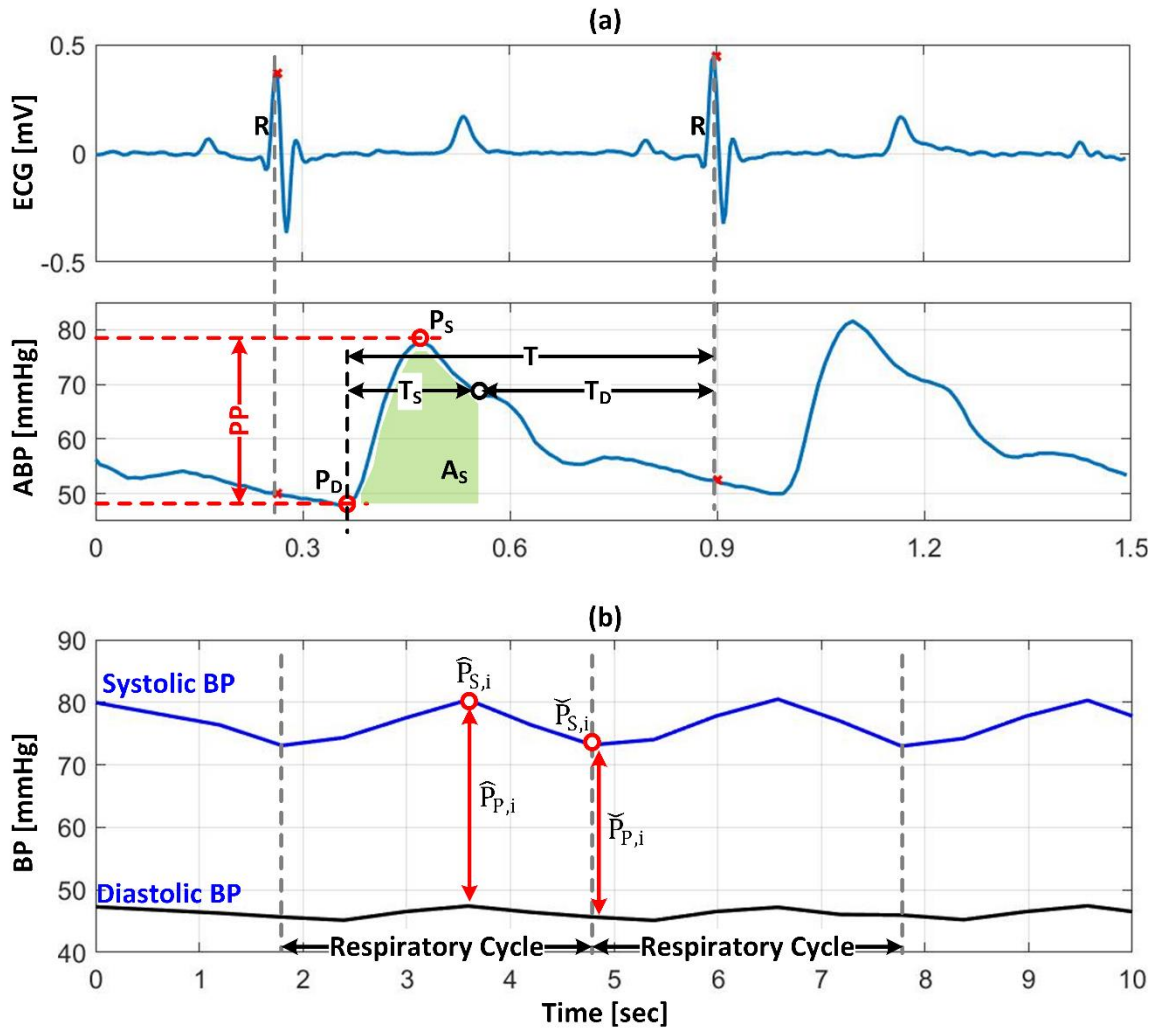 (a)
ECG [mV]
0.5
0
-0.5
R
R
ABP [mmHg]
80
70
60
50
PP
P_S
P_D
T
T_S
T_D
A_S
0 0.3 0.6 0.9 1.2 1.5
(b)
BP [mmHg]
90
80
70
60
50
40
Systolic BP
P̂_S,i
P̌_S,i
P̂_P,i
P̌_P,i
Diastolic BP
Respiratory Cycle Respiratory Cycle
0 1 2 3 4 5 6 7 8 9 10
Time [sec]